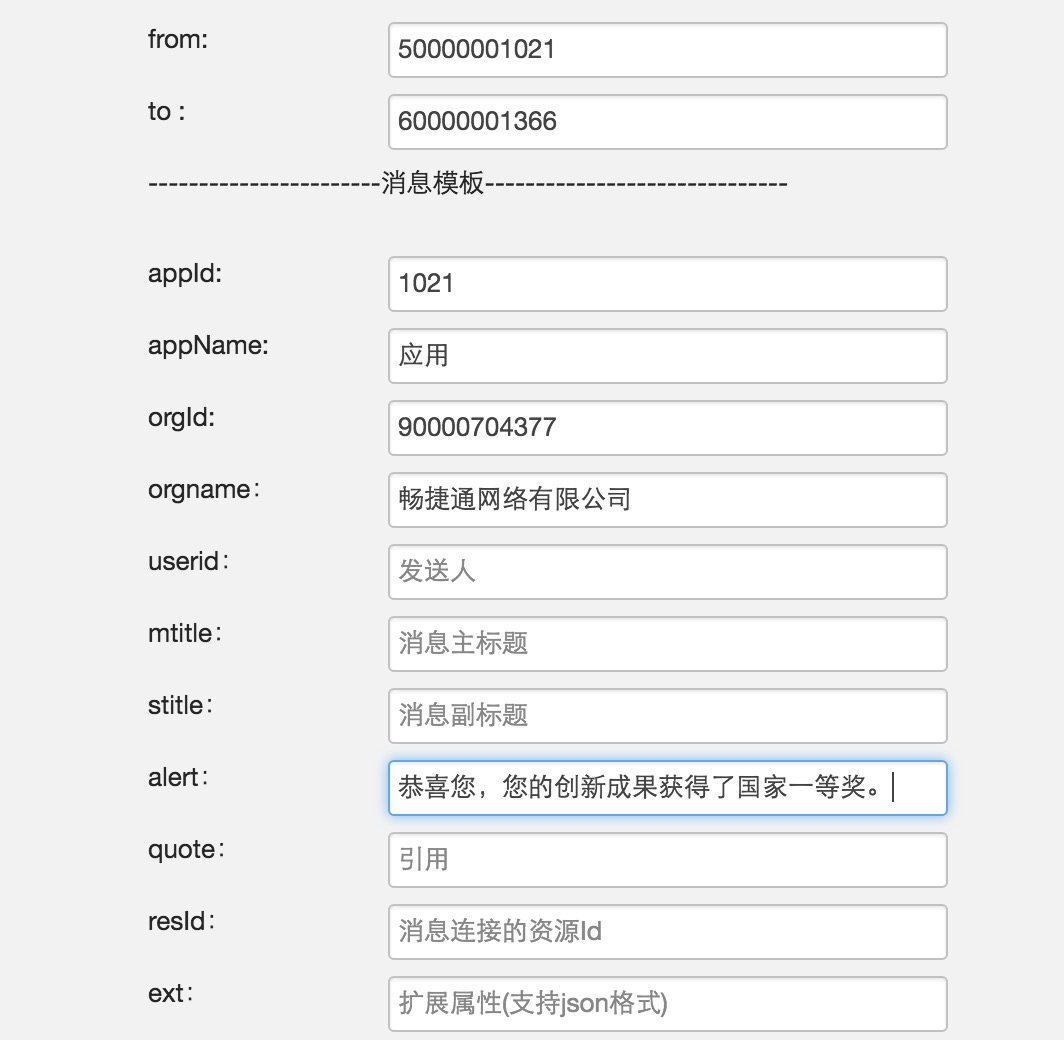 from: 50000001021
to : 60000001366
-----------------------消息模板------------------------------
appId: 1021
appName: 应用
orgId: 90000704377
orgname： 畅捷通网络有限公司
userid： 发送人
mtitle： 消息主标题
stitle： 消息副标题
alert： 恭喜您，您的创新成果获得了国家一等奖。
quote： 引用
resId： 消息连接的资源Id
ext： 扩展属性(支持json格式)